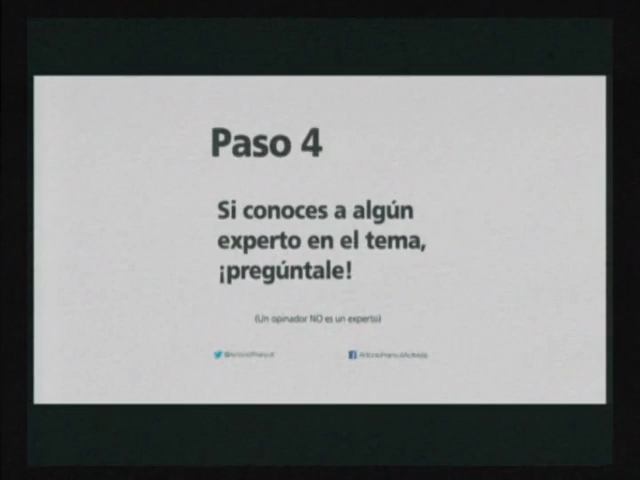 Paso 4
Si conoces a algún
experto en el tema,
¡pregúntale!
(Un opinador NO es un experto)